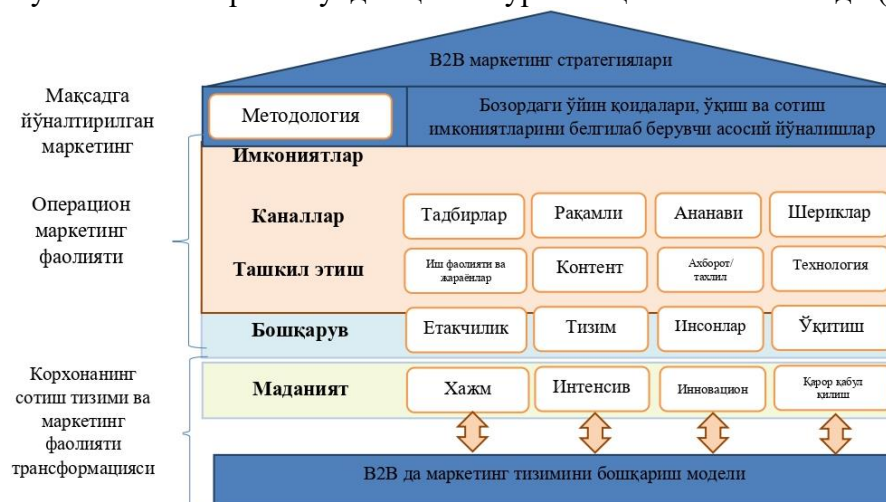 B2B маркетинг стратегиялари
Мақсадга
йўналтирилган
маркетинг
Методология
Бозордаги ўйин қоидалари, ўқиш ва сотиш
имкониятларини белгилаб берувчи асосий йўналишлар
Имкониятлар
Операцион
маркетинг
фаолияти
Каналлар
Тадбирлар
Рақамли
Ананави
Шериклар
Ташкил этиш
Иш фаолияти ва
жараёнлар
Контент
Ахборот/
тахлил
Технология
Бошқарув
Етакчилик
Тизим
Инсонлар
Ўқитиш
Корхонанинг
сотиш тизими ва
маркетинг
фаолияти
трансформацияси
Маданият
Хажм
Интенсив
Инновацион
Қарор қабул
қилиш
B2B да маркетинг тизимини бошқариш модели